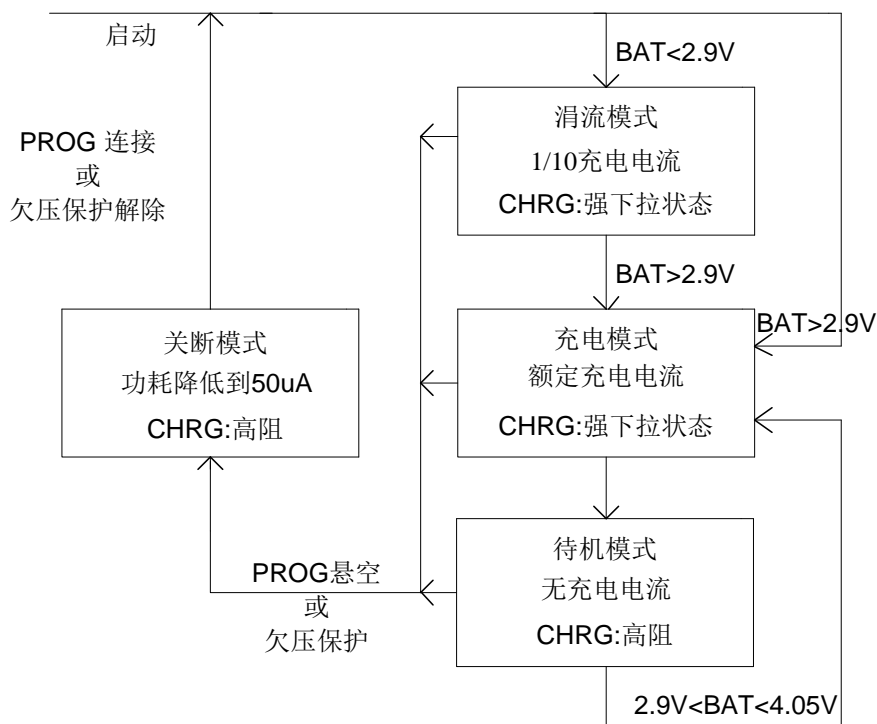 启动
BAT<2.9V
涓流模式
1/10充电电流
CHRG:强下拉状态
PROG 连接
或
欠压保护解除
BAT>2.9V
BAT>2.9V
关断模式
功耗降低到50uA
CHRG:高阻
充电模式
额定充电电流
CHRG:强下拉状态
待机模式
无充电电流
CHRG:高阻
PROG悬空
或
欠压保护
2.9V<BAT<4.05V